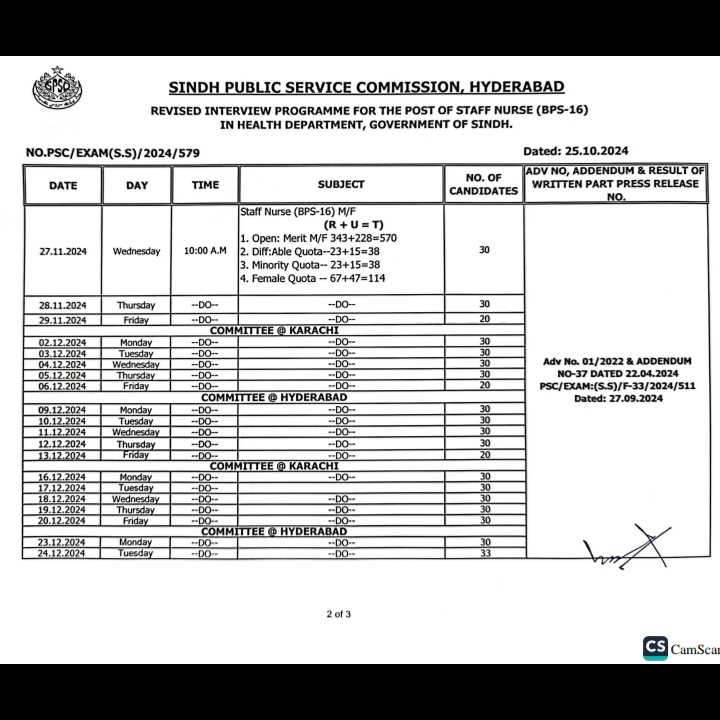 SINDH PUBLIC SERVICE COMMISSION, HYDERABAD
REVISED INTERVIEW PROGRAMME FOR THE POST OF STAFF NURSE (BPS-16)
IN HEALTH DEPARTMENT, GOVERNMENT OF SINDH.
NO.PSC/EXAM(S.S)/2024/579 Dated: 25.10.2024
DATE DAY TIME SUBJECT NO. OF CANDIDATES ADV NO, ADDENDUM & RESULT OF WRITTEN PART PRESS RELEASE NO.
Staff Nurse (BPS-16) M/F
(R + U = T)
1. Open: Merit M/F 343+228=570
27.11.2024 Wednesday 10:00 A.M 2. Diff:Able Quota--23+15=38 30
3. Minority Quota-- 23+15=38
4. Female Quota -- 67+47=114
28.11.2024 Thursday --DO-- --DO-- 30
29.11.2024 Friday --DO-- --DO-- 20
COMMITTEE @ KARACHI
02.12.2024 Monday --DO-- --DO-- 30
03.12.2024 Tuesday --DO-- --DO-- 30
04.12.2024 Wednesday --DO-- --DO-- 30
05.12.2024 Thursday --DO-- --DO-- 30
06.12.2024 Friday --DO-- --DO-- 20
Adv No. 01/2022 & ADDENDUM
NO-37 DATED 22.04.2024
PSC/EXAM:(S.S)/F-33/2024/511
Dated: 27.09.2024
COMMITTEE @ HYDERABAD
09.12.2024 Monday --DO-- --DO-- 30
10.12.2024 Tuesday --DO-- --DO-- 30
11.12.2024 Wednesday --DO-- --DO-- 30
12.12.2024 Thursday --DO-- --DO-- 30
13.12.2024 Friday --DO-- --DO-- 20
COMMITTEE @ KARACHI
16.12.2024 Monday --DO-- --DO-- 30
17.12.2024 Tuesday --DO-- 30
18.12.2024 Wednesday --DO-- --DO-- 30
19.12.2024 Thursday --DO-- --DO-- 30
20.12.2024 Friday --DO-- --DO-- 30
COMMITTEE @ HYDERABAD
23.12.2024 Monday --DO-- --DO-- 30
24.12.2024 Tuesday --DO-- --DO-- 33
2 of 3
CS CamScan